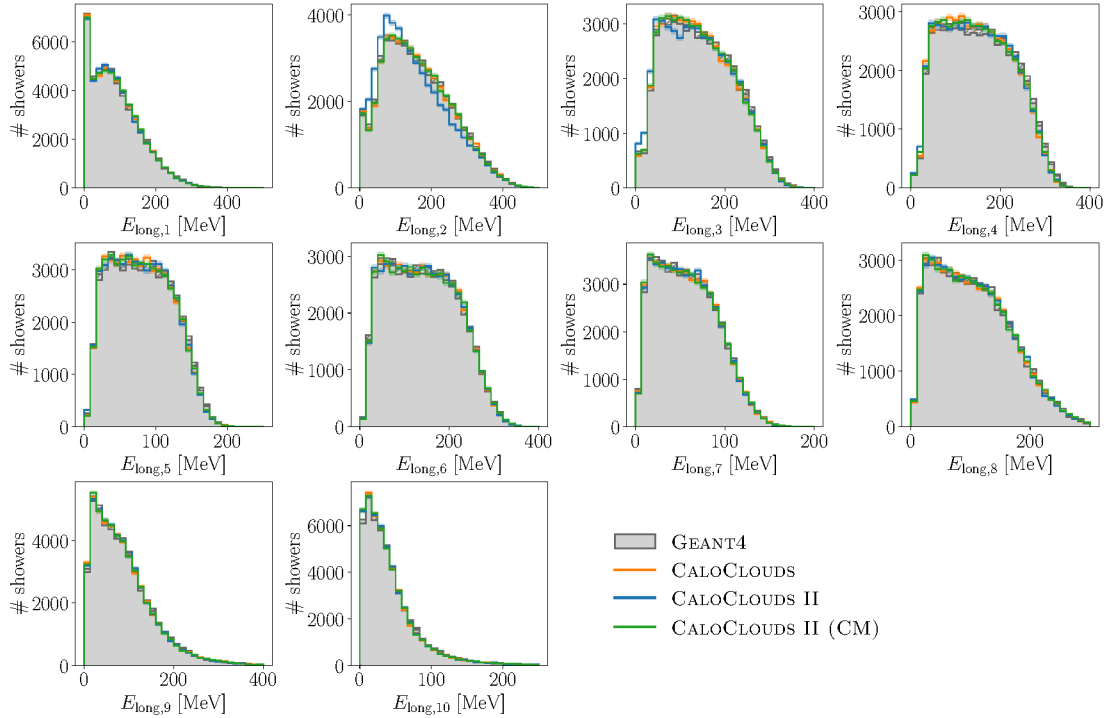 # showers
6000
4000
2000
0
0 200 400
E_long,1 [MeV]
# showers
4000
2000
0
0 100 200 300 400 500
E_long,2 [MeV]
# showers
3000
2000
1000
0
0 100 200 300 400
E_long,3 [MeV]
# showers
3000
2000
1000
0
0 200 400
E_long,4 [MeV]
# showers
3000
2000
1000
0
0 100 200
E_long,5 [MeV]
# showers
3000
2000
1000
0
0 200 400
E_long,6 [MeV]
# showers
3000
2000
1000
0
0 100 200
E_long,7 [MeV]
# showers
3000
2000
1000
0
0 200
E_long,8 [MeV]
# showers
4000
2000
0
0 200 400
E_long,9 [MeV]
# showers
6000
4000
2000
0
0 100 200
E_long,10 [MeV]
GEANT4
CALOCLOUDS
CALOCLOUDS II
CALOCLOUDS II (CM)